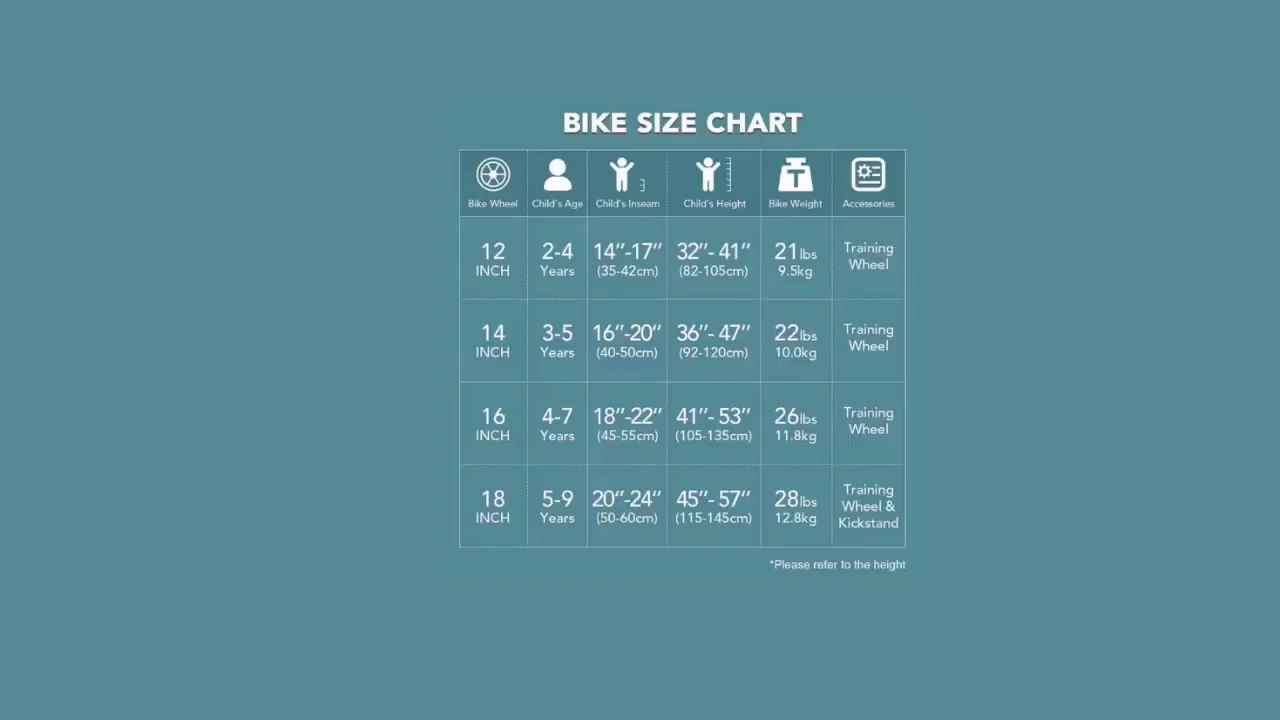 BIKE SIZE CHART
Bike Wheel Child's Age Child's Inseam Child's Height Bike Weight Accessories
12 2-4 14”-17” 32”- 41” 21lbs Training
INCH Years (35-42cm) (82-105cm) 9.5kg Wheel
14 3-5 16”-20” 36”- 47” 22lbs Training
INCH Years (40-50cm) (92-120cm) 10.0kg Wheel
16 4-7 18”-22” 41”- 53” 26lbs Training
INCH Years (45-55cm) (105-135cm) 11.8kg Wheel
18 5-9 20”-24” 45”- 57” 28lbs Training
INCH Years (50-60cm) (115-145cm) 12.8kg Wheel &
Kickstand
*Please refer to the height